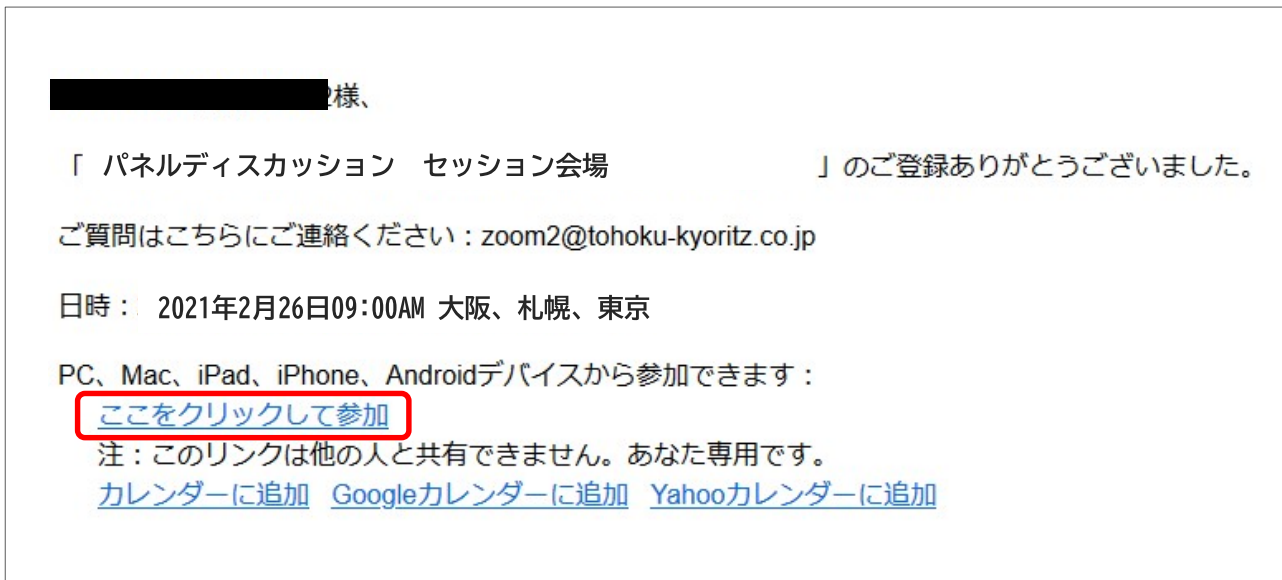 様、
「 パネルディスカッション　セッション会場 」のご登録ありがとうございました。
ご質問はこちらにご連絡ください：zoom2@tohoku-kyoritz.co.jp
日時： 2021年2月26日09:00AM 大阪、札幌、東京
PC、Mac、iPad、iPhone、Androidデバイスから参加できます：
ここをクリックして参加
注：このリンクは他の人と共有できません。あなた専用です。
カレンダーに追加 Googleカレンダーに追加 Yahooカレンダーに追加